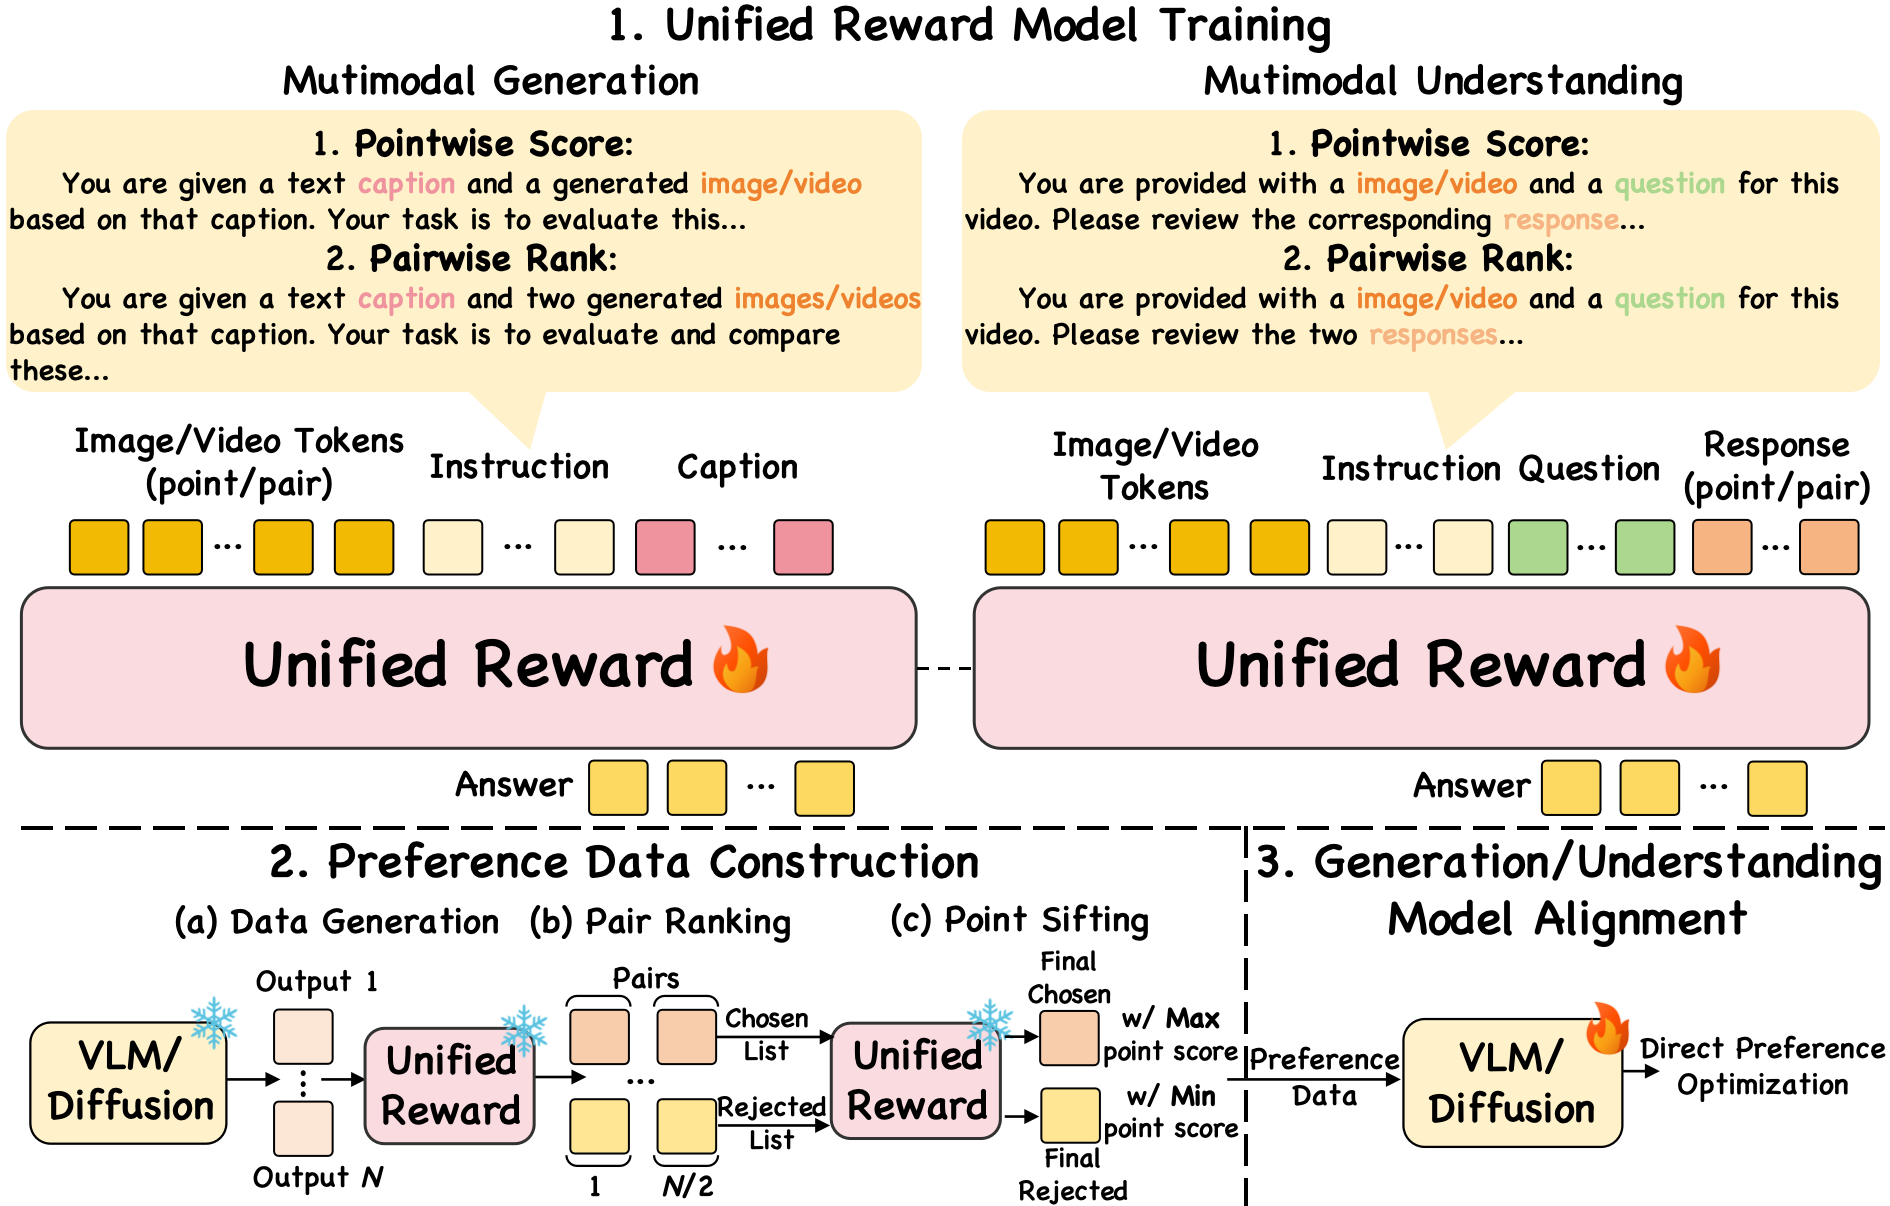 1. Unified Reward Model Training
Mutimodal Generation
1. Pointwise Score:
You are given a text caption and a generated image/video
based on that caption. Your task is to evaluate this...
2. Pairwise Rank:
You are given a text caption and two generated images/videos
based on that caption. Your task is to evaluate and compare
these...
Image/Video Tokens
(point/pair)
Instruction
Caption
...
...
...
Unified Reward
Answer
...
Mutimodal Understanding
1. Pointwise Score:
You are provided with a image/video and a question for this
video. Please review the corresponding response...
2. Pairwise Rank:
You are provided with a image/video and a question for this
video. Please review the two responses...
Image/Video
Tokens
Instruction
Question
Response
(point/pair)
...
...
...
...
Unified Reward
Answer
...
2. Preference Data Construction
(a) Data Generation
VLM/
Diffusion
Output 1
...
Output N
(b) Pair Ranking
Unified
Reward
Pairs
...
1
N/2
Chosen
List
Rejected
List
(c) Point Sifting
Unified
Reward
Final
Chosen
w/ Max
point score
w/ Min
point score
Final
Rejected
3. Generation/Understanding
Model Alignment
Preference
Data
VLM/
Diffusion
Direct Preference
Optimization